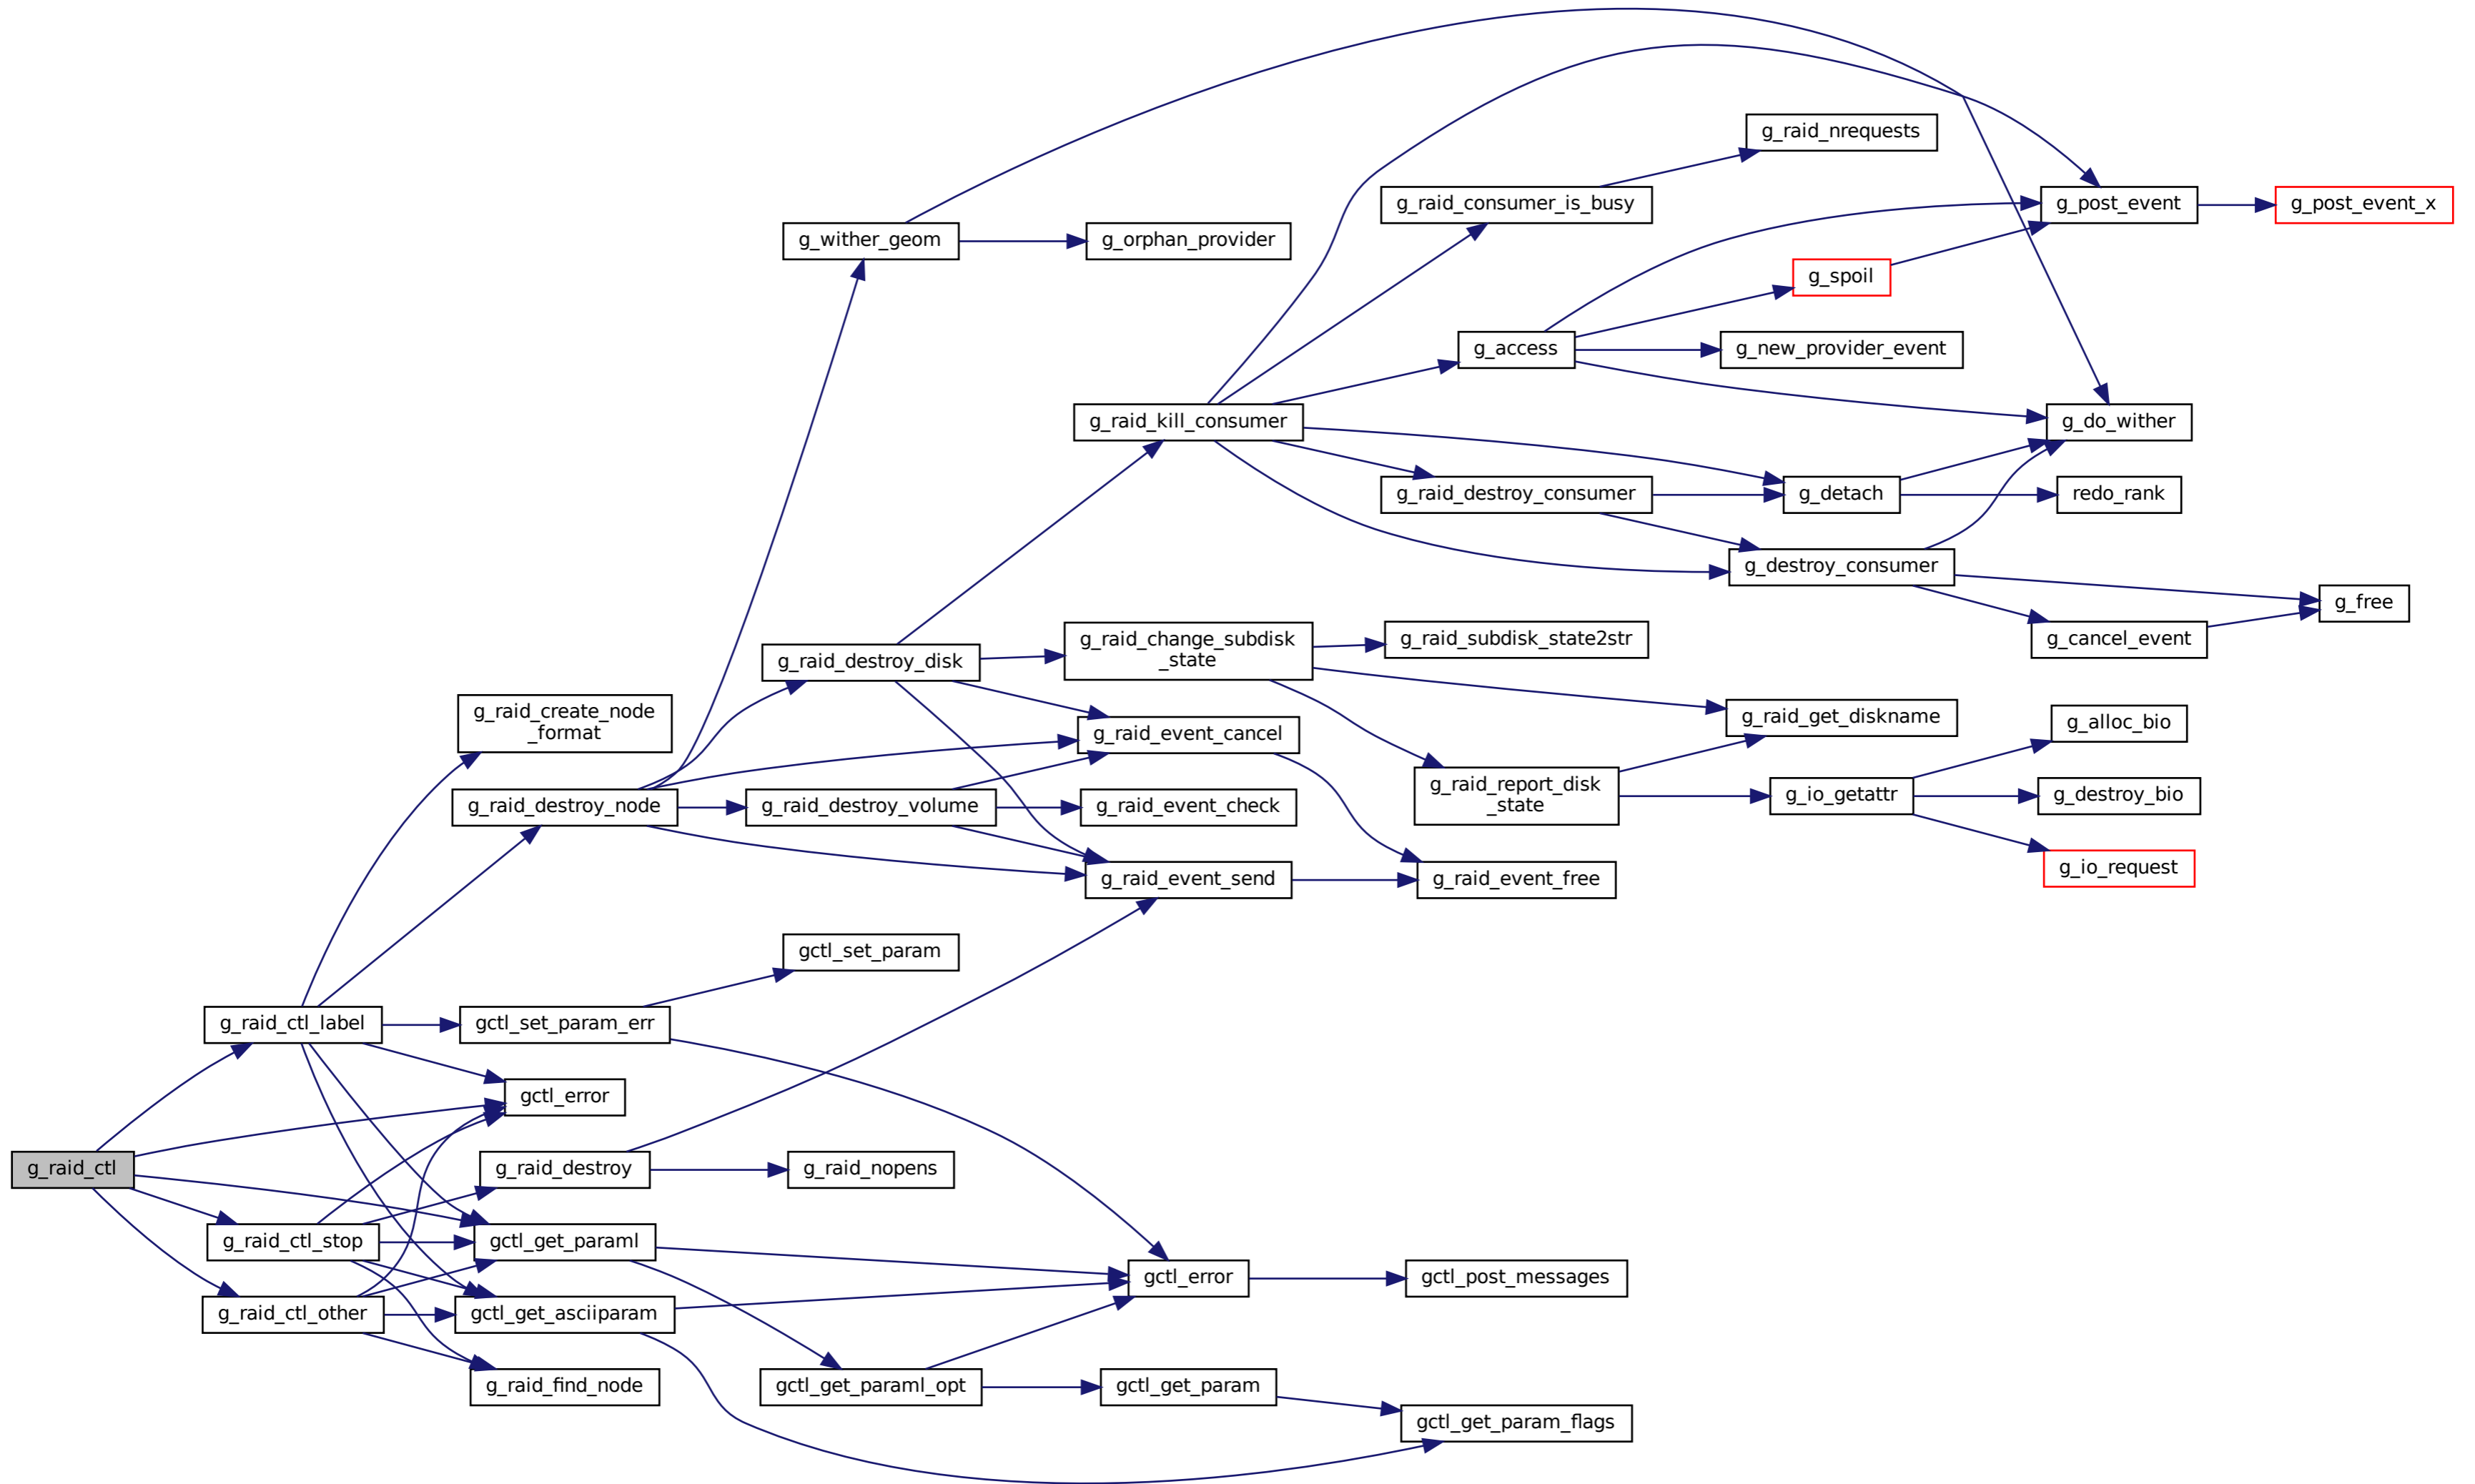 g_raid_nrequests
g_raid_consumer_is_busy
g_post_event
g_post_event_x
g_wither_geom
g_orphan_provider
g_spoil
g_access
g_new_provider_event
g_raid_kill_consumer
g_do_wither
g_raid_destroy_consumer
g_detach
redo_rank
g_destroy_consumer
g_free
g_raid_change_subdisk
_state
g_raid_subdisk_state2str
g_cancel_event
g_raid_destroy_disk
g_raid_create_node
_format
g_raid_get_diskname
g_alloc_bio
g_raid_event_cancel
g_raid_report_disk
_state
g_io_getattr
g_destroy_bio
g_raid_destroy_node
g_raid_destroy_volume
g_raid_event_check
g_io_request
g_raid_event_send
g_raid_event_free
gctl_set_param
g_raid_ctl_label
gctl_set_param_err
gctl_error
g_raid_ctl
g_raid_destroy
g_raid_nopens
g_raid_ctl_stop
gctl_get_paraml
gctl_error
gctl_post_messages
g_raid_ctl_other
gctl_get_asciiparam
g_raid_find_node
gctl_get_paraml_opt
gctl_get_param
gctl_get_param_flags